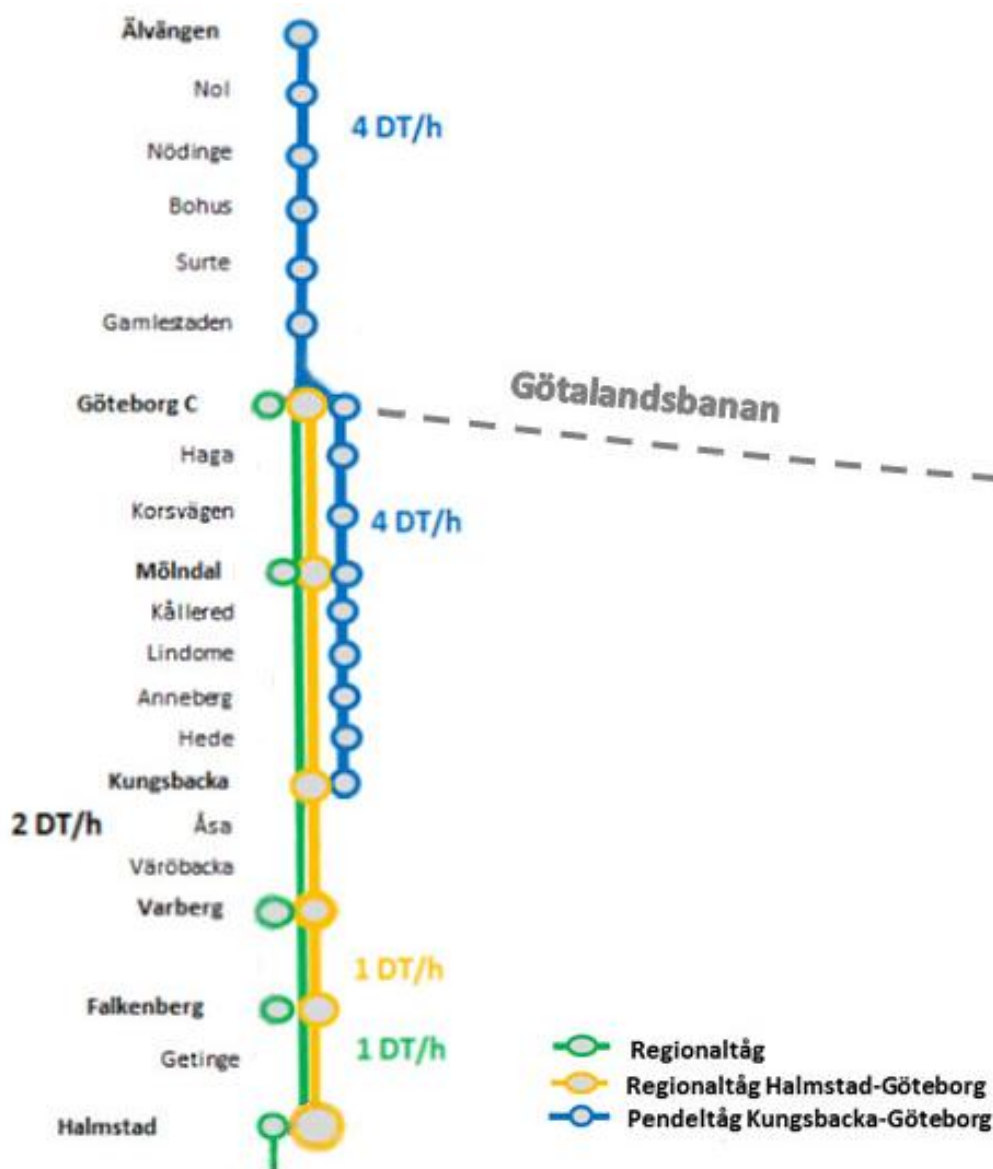 Älvängen
Nol
4 DT/h
Nödinge
Bohus
Surte
Gamlestaden
Götalandsbanan
Göteborg C
Haga
Korsvägen
4 DT/h
Mölndal
Kållered
Lindome
Anneberg
Hede
Kungsbacka
2 DT/h
Åsa
Väröbacka
Varberg
1 DT/h
Falkenberg
1 DT/h
Getinge
Halmstad
Regionaltåg
Regionaltåg Halmstad-Göteborg
Pendeltåg Kungsbacka-Göteborg